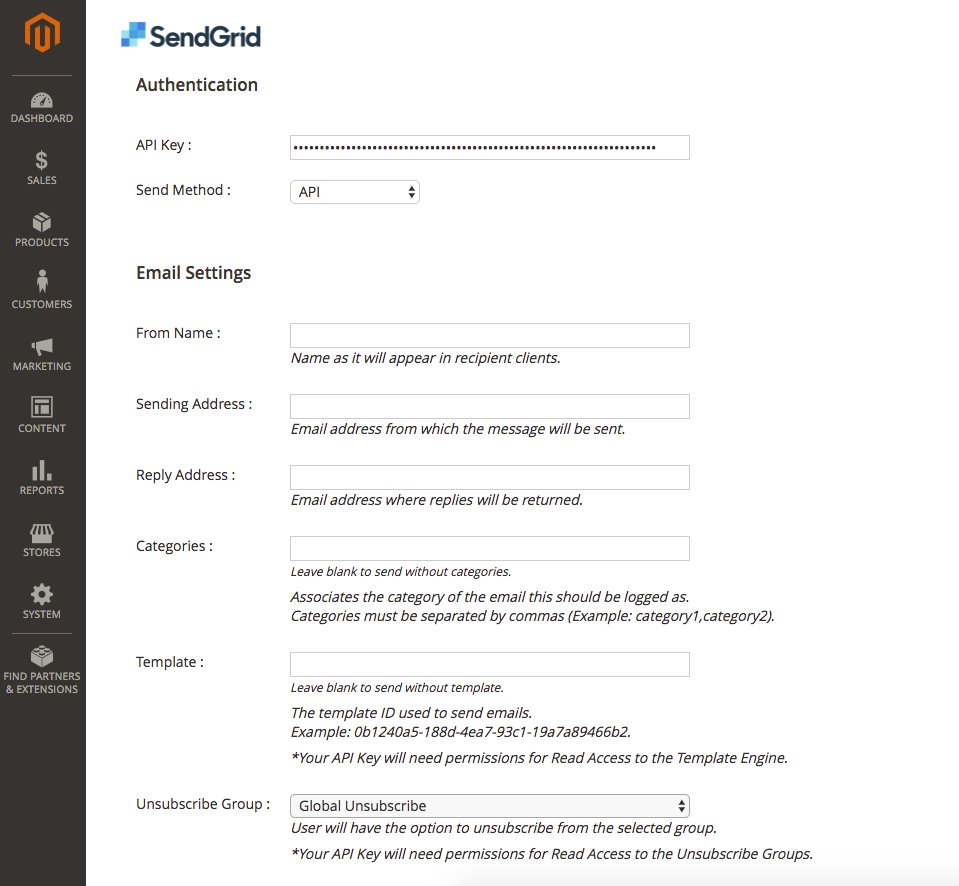 DASHBOARD
SALES
PRODUCTS
CUSTOMERS
MARKETING
CONTENT
REPORTS
STORES
SYSTEM
FIND PARTNERS
& EXTENSIONS
SendGrid
Authentication
API Key :
••••••••••••••••••••••••••••••••••••••••••••••••••••••••••••••••••••
Send Method :
API
Email Settings
From Name :
Name as it will appear in recipient clients.
Sending Address :
Email address from which the message will be sent.
Reply Address :
Email address where replies will be returned.
Categories :
Leave blank to send without categories.
Associates the category of the email this should be logged as.
Categories must be separated by commas (Example: category1,category2).
Template :
Leave blank to send without template.
The template ID used to send emails.
Example: 0b1240a5-188d-4ea7-93c1-19a7a89466b2.
*Your API Key will need permissions for Read Access to the Template Engine.
Unsubscribe Group :
Global Unsubscribe
User will have the option to unsubscribe from the selected group.
*Your API Key will need permissions for Read Access to the Unsubscribe Groups.